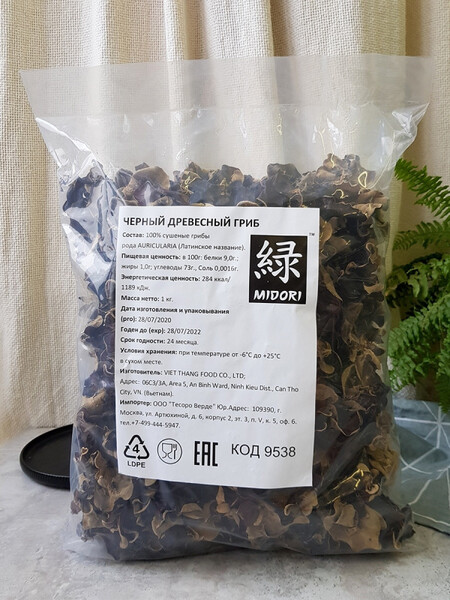 ЧЕРНЫЙ ДРЕВЕСНЫЙ ГРИБ
Состав: 100% сушеные грибы
рода AURICULARIA (Латинское название).
Пищевая ценность: в 100г: белки 9,0г.,
жиры 1,0г; углеводы 73г., Соль 0,0016г.
Энергетическая ценность: 284 ккал/
1189 кДж.
Масса нетто: 1 кг.
Дата изготовления и упаковывания
(pro): 28/07/2020
Годен до (exp): 28/07/2022
Срок годности: 24 месяца.
Условия хранения: при температуре от -6°C до +25°C
в сухом месте.
Изготовитель: VIET THANG FOOD CO., LTD;
Адрес: 06C3/3A, Area 5, An Binh Ward, Ninh Kieu Dist., Can Tho
City, VN. (Вьетнам).
Импортер: ООО "Тесоро Верде" Юр.Адрес: 109390, г.
Москва, ул. Артюхиной, д. 6, корпус 2, эт. 3, п. V, к. 5, оф. 6.
тел.+7-499-444-5947.
緑
TM
MIDORI
4
LDPE
EAC
КОД 9538